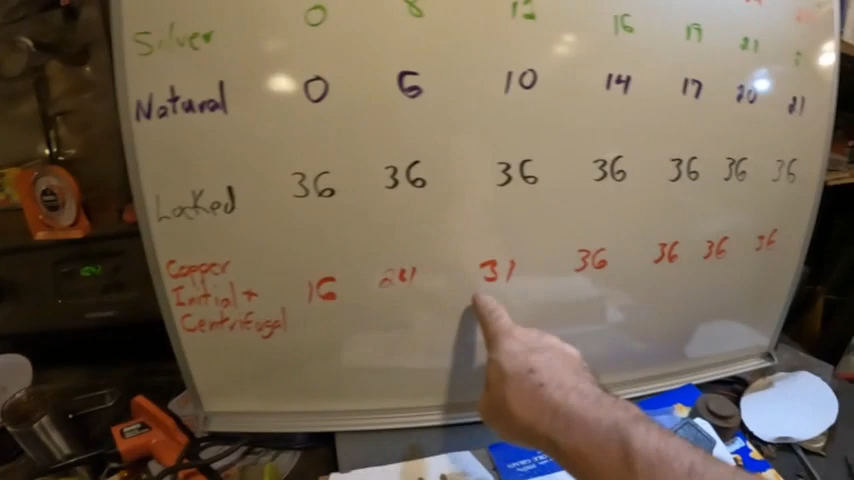 Silver 0 8 12 16 19 21
Natural 0 6 10 14 17 20 21
Locked 36 36 36 36 36 36 36
Copper
Initial + 16 24 31 36 36 36 36
Centrifugal